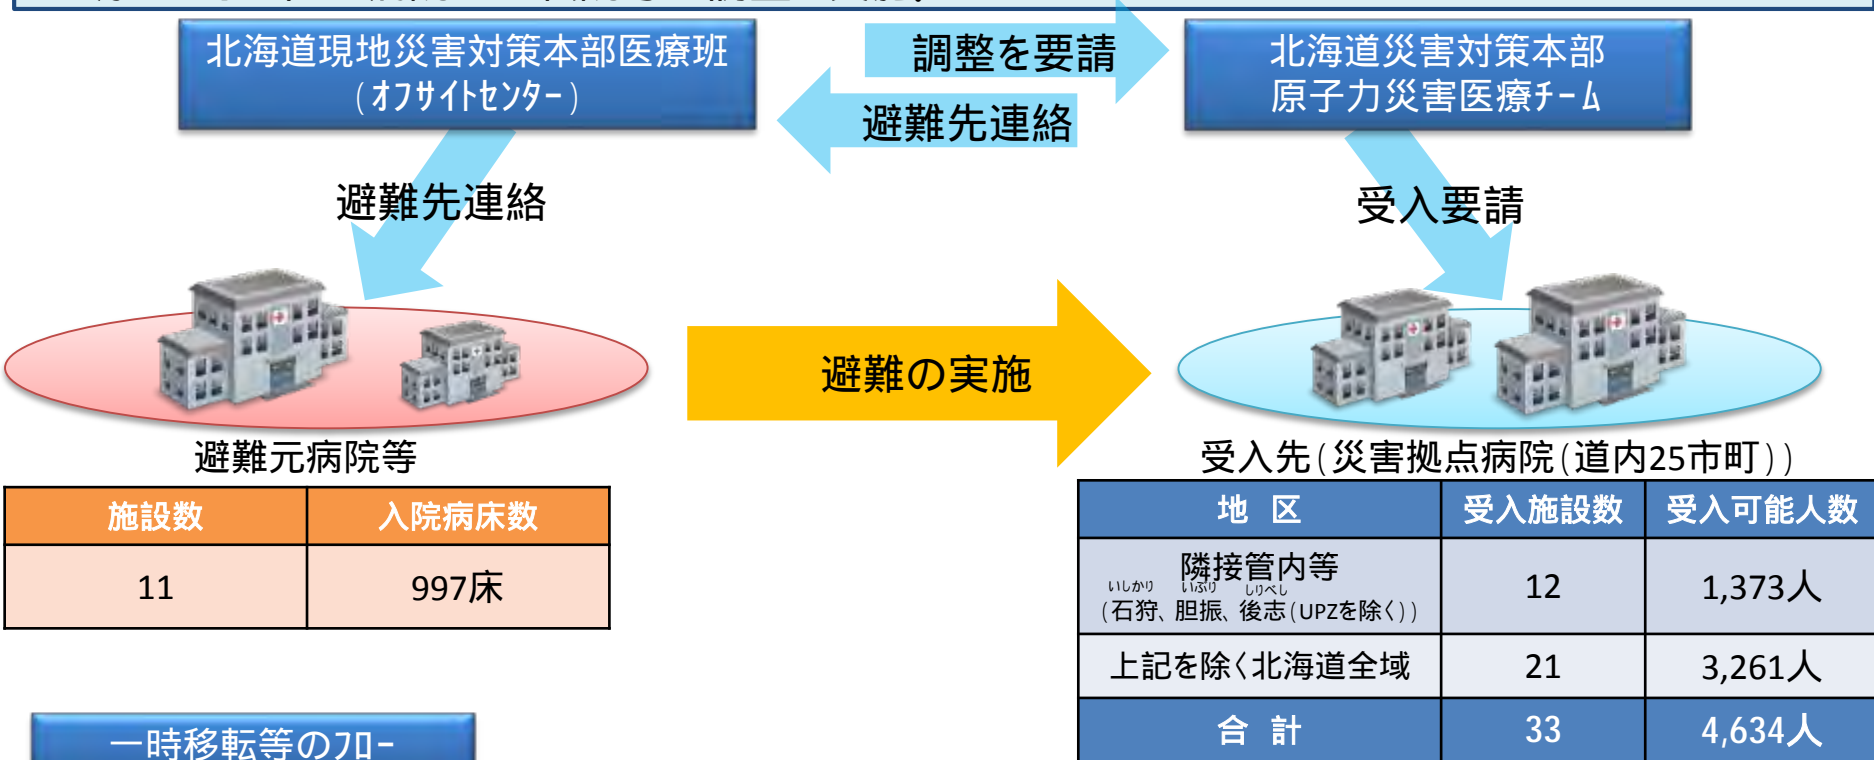 北海道現地災害対策本部医療班
(オフサイトセンター)
調整を要請
避難先連絡
北海道災害対策本部
原子力災害医療チーム
避難先連絡
受入要請
避難の実施
避難元病院等
施設数 入院病床数
11 997床
受入先(災害拠点病院(道内25市町))
地 区 受入施設数 受入可能人数
隣接管内等 12 1,373人
いしかり いぶり しりべし
(石狩、胆振、後志(UPZを除く))
上記を除く北海道全域 21 3,261人
合 計 33 4,634人
一時移転等のフロー